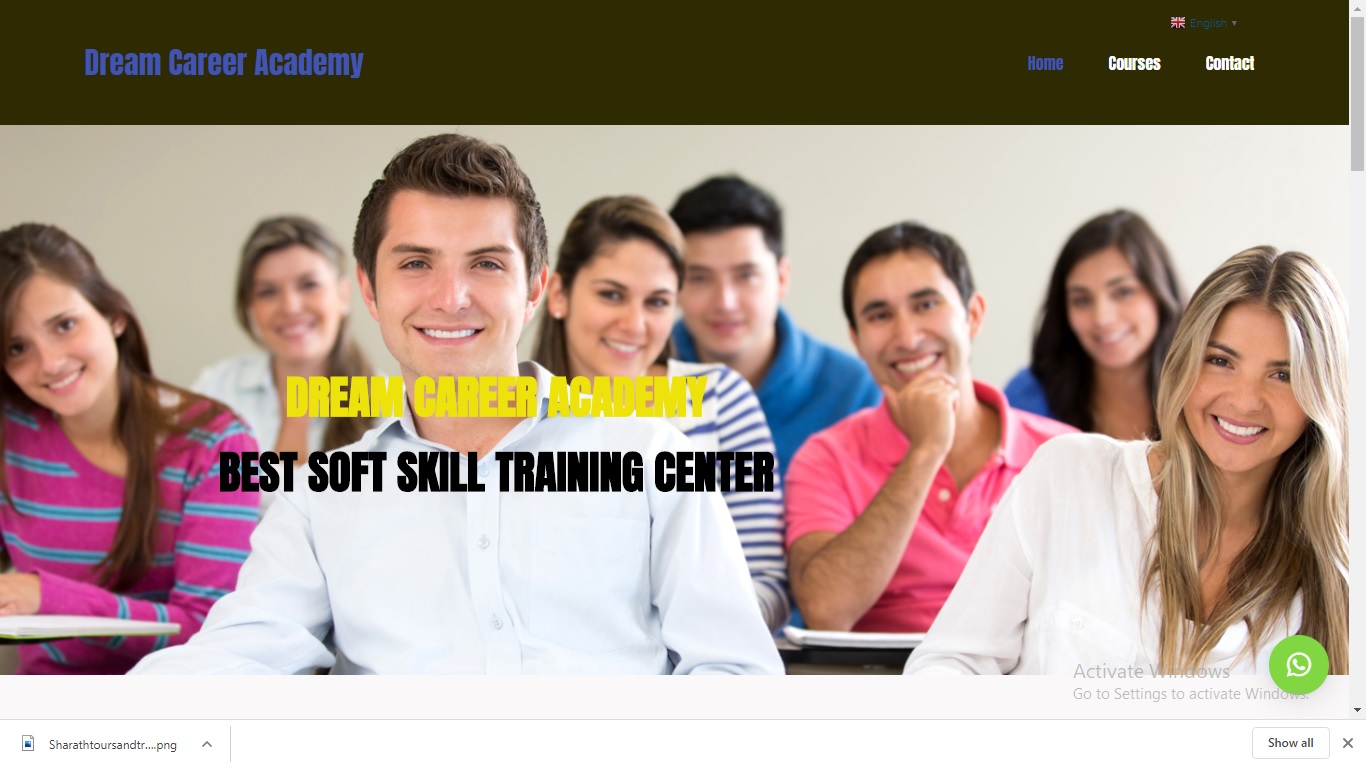 English ▼
Dream Career Academy
Home Courses Contact
DREAM CAREER ACADEMY
BEST SOFT SKILL TRAINING CENTER
Activate Windows
Go to Settings to activate Windows.
Sharathtoursandtr....png
Show all